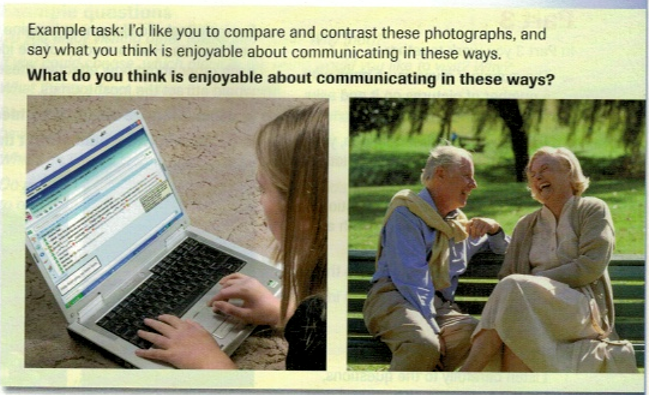 Example task: I'd like you to compare and contrast these photographs, and
say what you think is enjoyable about communicating in these ways.
What do you think is enjoyable about communicating in these ways?